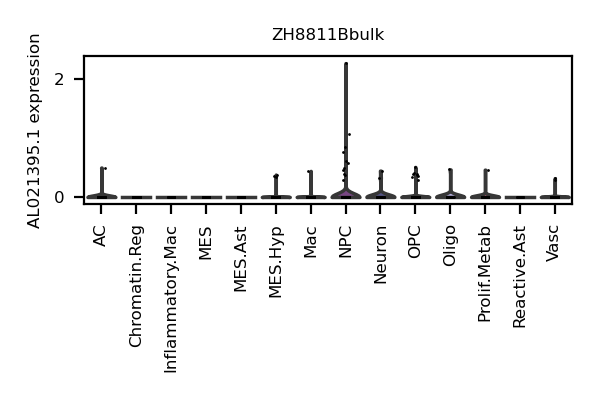 ZH8811Bbulk
AL021395.1 expression
2
0
AC
Chromatin.Reg
Inflammatory.Mac
MES
MES.Ast
MES.Hyp
Mac
NPC
Neuron
OPC
Oligo
Prolif.Metab
Reactive.Ast
Vasc